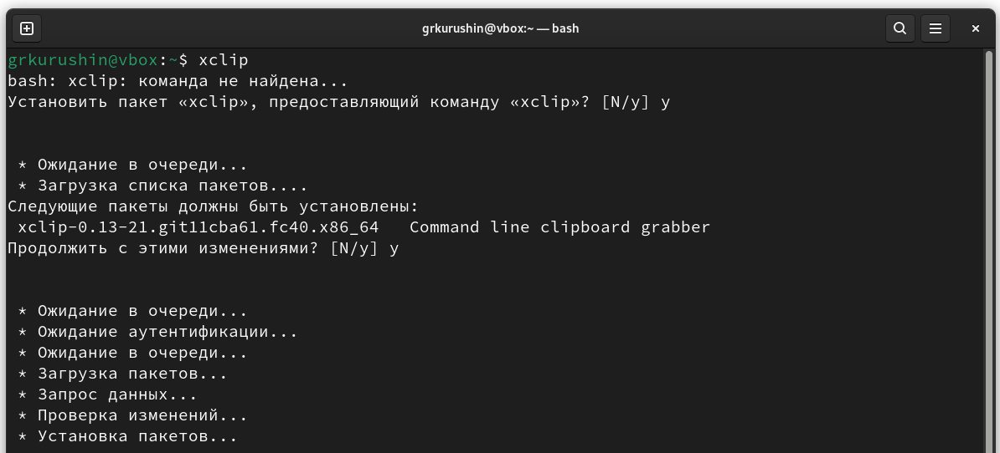 grkurushin@vbox:~ — bash
grkurushin@vbox:~$ xclip
bash: xclip: команда не найдена...
Установить пакет «xclip», предоставляющий команду «xclip»? [N/y] y
* Ожидание в очереди...
* Загрузка списка пакетов....
Следующие пакеты должны быть установлены:
xclip-0.13-21.git11cba61.fc40.x86_64   Command line clipboard grabber
Продолжить с этими изменениями? [N/y] y
* Ожидание в очереди...
* Ожидание аутентификации...
* Ожидание в очереди...
* Загрузка пакетов...
* Запрос данных...
* Проверка изменений...
* Установка пакетов...